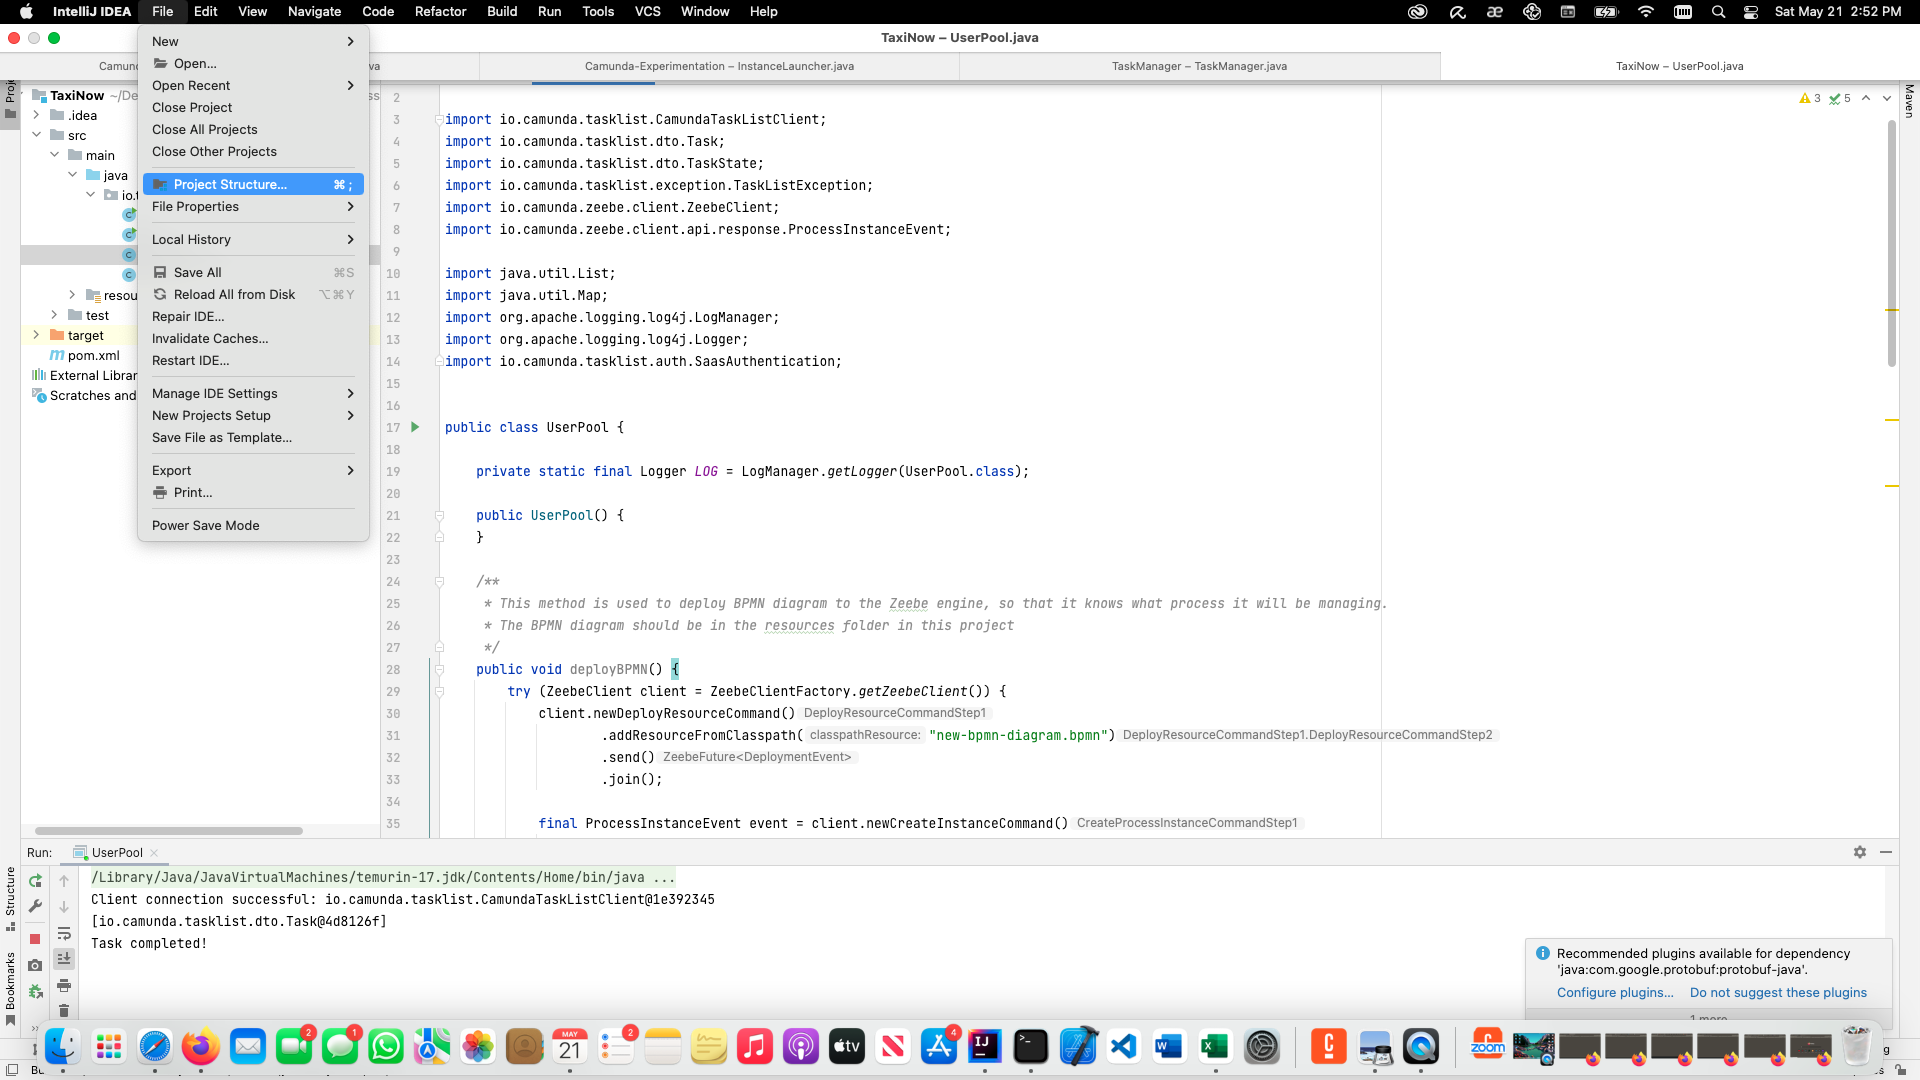 IntelliJ IDEA File Edit View Navigate Code Refactor Build Run Tools VCS Window Help Sat May 21 2:52 PM
TaxiNow – UserPool.java
Camun va Camunda-Experimentation – InstanceLauncher.java TaskManager – TaskManager.java TaxiNow – UserPool.java
New
Open...
Open Recent
Close Project
Close All Projects
Close Other Projects
Project Structure... ⌘ ;
File Properties
Local History
Save All ⌘S
Reload All from Disk ⌥⌘Y
Repair IDE...
Invalidate Caches...
Restart IDE...
Manage IDE Settings
New Projects Setup
Save File as Template...
Export
Print...
Power Save Mode
TaxiNow ~/De ss
.idea
src
main
java
io.t
resou
test
target
pom.xml
External Librar
Scratches and
3 5
Maven
2
3 import io.camunda.tasklist.CamundaTaskListClient;
4 import io.camunda.tasklist.dto.Task;
5 import io.camunda.tasklist.dto.TaskState;
6 import io.camunda.tasklist.exception.TaskListException;
7 import io.camunda.zeebe.client.ZeebeClient;
8 import io.camunda.zeebe.client.api.response.ProcessInstanceEvent;
9
10 import java.util.List;
11 import java.util.Map;
12 import org.apache.logging.log4j.LogManager;
13 import org.apache.logging.log4j.Logger;
14 import io.camunda.tasklist.auth.SaasAuthentication;
15
16
17 public class UserPool {
18
19 private static final Logger LOG = LogManager.getLogger(UserPool.class);
20
21 public UserPool() {
22 }
23
24 /**
25 * This method is used to deploy BPMN diagram to the Zeebe engine, so that it knows what process it will be managing.
26 * The BPMN diagram should be in the resources folder in this project
27 */
28 public void deployBPMN() {
29 try (ZeebeClient client = ZeebeClientFactory.getZeebeClient()) {
30 client.newDeployResourceCommand() DeployResourceCommandStep1
31 .addResourceFromClasspath( classpathResource: "new-bpmn-diagram.bpmn") DeployResourceCommandStep1.DeployResourceCommandStep2
32 .send() ZeebeFuture<DeploymentEvent>
33 .join();
34
35 final ProcessInstanceEvent event = client.newCreateInstanceCommand() CreateProcessInstanceCommandStep1
Run: UserPool
/Library/Java/JavaVirtualMachines/temurin-17.jdk/Contents/Home/bin/java ...
Client connection successful: io.camunda.tasklist.CamundaTaskListClient@1e392345
[io.camunda.tasklist.dto.Task@4d8126f]
Task completed!
Structure
Bookmarks
Recommended plugins available for dependency
'java:com.google.protobuf:protobuf-java'.
Configure plugins... Do not suggest these plugins
1 more
2 1 MAY 21 2 tv 4 IJ W X zoom